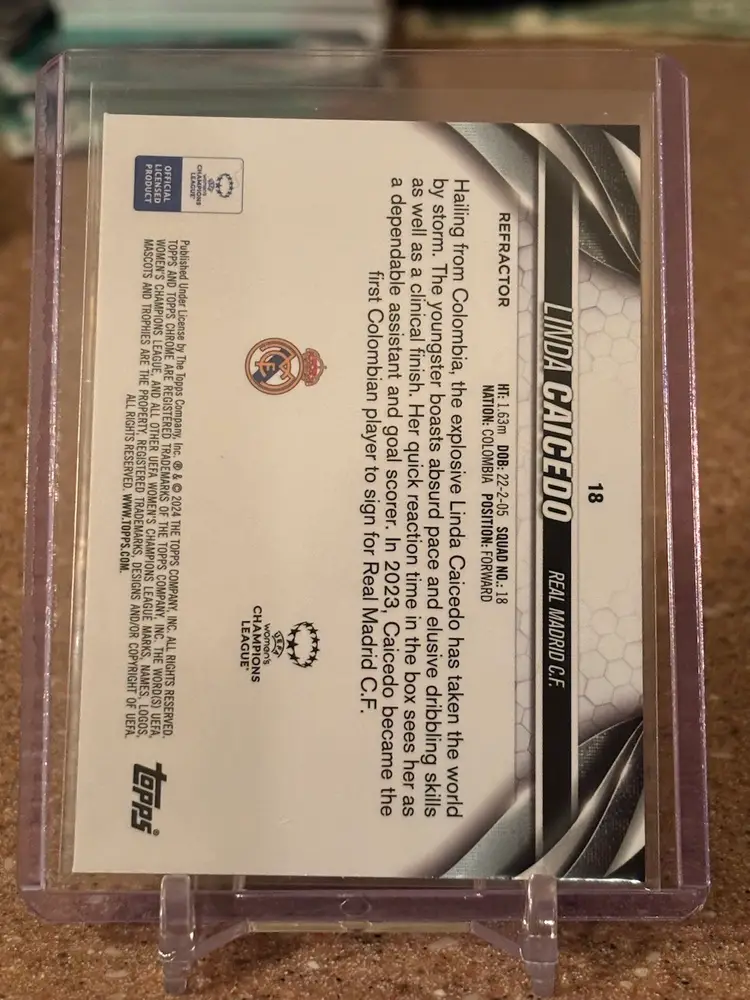 18
LINDA CAICEDO REAL MADRID C.F.
REFRACTOR
HT: 1.63m DOB: 22-2-05 SQUAD NO.: 18
NATION: COLOMBIA POSITION: FORWARD
Hailing from Colombia, the explosive Linda Caicedo has taken the world
by storm. The youngster boasts absurd pace and elusive dribbling skills
as well as a clinical finish. Her quick reaction time in the box sees her as
a dependable assistant and goal scorer. In 2023, Caicedo became the
first Colombian player to sign for Real Madrid C.F.
UEFA
women's
CHAMPIONS
LEAGUE
UEFA
women's
CHAMPIONS
LEAGUE
OFFICIAL
LICENSED
PRODUCT
Published Under License by The Topps Company, Inc. ® & © 2024 THE TOPPS COMPANY, INC. ALL RIGHTS RESERVED.
TOPPS AND TOPPS CHROME ARE REGISTERED TRADEMARKS OF THE TOPPS COMPANY, INC. THE WORD(S) UEFA,
WOMEN'S CHAMPIONS LEAGUE, AND ALL OTHER UEFA WOMEN'S CHAMPIONS LEAGUE MARKS, NAMES, LOGOS,
MASCOTS AND TROPHIES ARE THE PROPERTY, REGISTERED TRADEMARKS, DESIGNS AND/OR COPYRIGHT OF UEFA.
ALL RIGHTS RESERVED. WWW.TOPPS.COM.
topps®